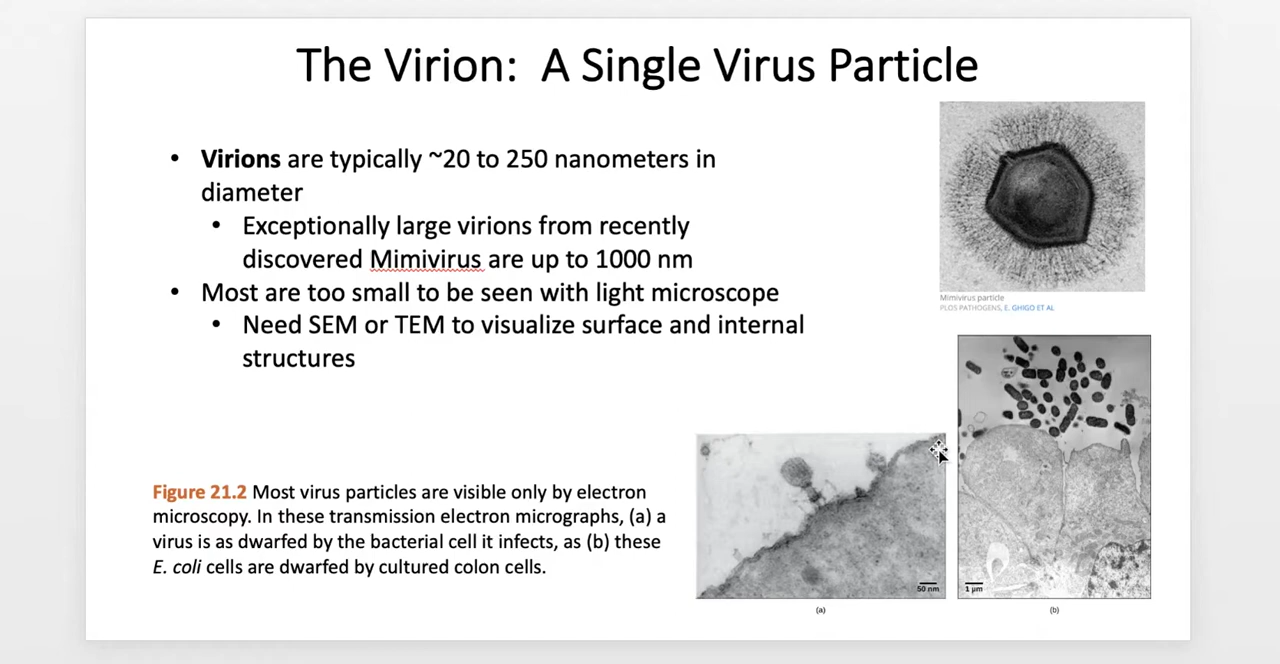 The Virion: A Single Virus Particle
• Virions are typically ~20 to 250 nanometers in
diameter
• Exceptionally large virions from recently
discovered Mimivirus are up to 1000 nm
• Most are too small to be seen with light microscope
• Need SEM or TEM to visualize surface and internal
structures
Mimivirus particle
PLOS PATHOGENS, E. GHIGO ET AL
Figure 21.2 Most virus particles are visible only by electron
microscopy. In these transmission electron micrographs, (a) a
virus is as dwarfed by the bacterial cell it infects, as (b) these
E. coli cells are dwarfed by cultured colon cells.
50 nm
1 µm
(a)
(b)